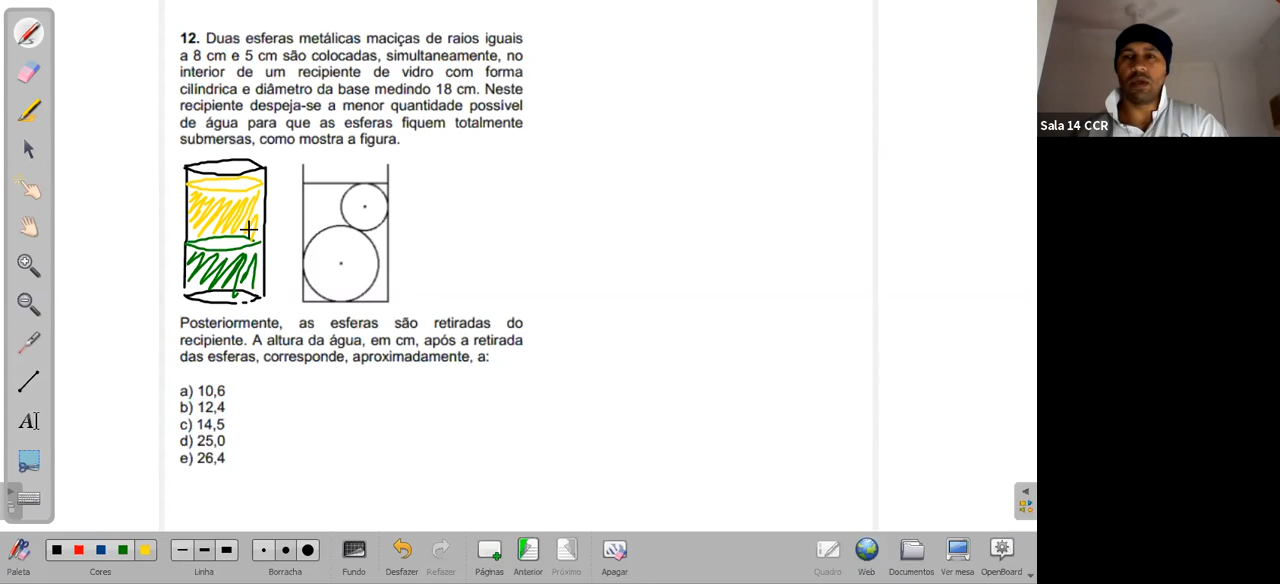 12. Duas esferas metálicas maciças de raios iguais
a 8 cm e 5 cm são colocadas, simultaneamente, no
interior de um recipiente de vidro com forma
cilíndrica e diâmetro da base medindo 18 cm. Neste
recipiente despeja-se a menor quantidade possível
de água para que as esferas fiquem totalmente
submersas, como mostra a figura.
Sala 14 CCR
Posteriormente, as esferas são retiradas do
recipiente. A altura da água, em cm, após a retirada
das esferas, corresponde, aproximadamente, a:
a) 10,6
b) 12,4
c) 14,5
d) 25,0
e) 26,4
A
Paleta Cores Linha Borracha Fundo Desfazer Refazer Páginas Anterior Próximo Apagar Quadro Web Documentos Ver mesa OpenBoard